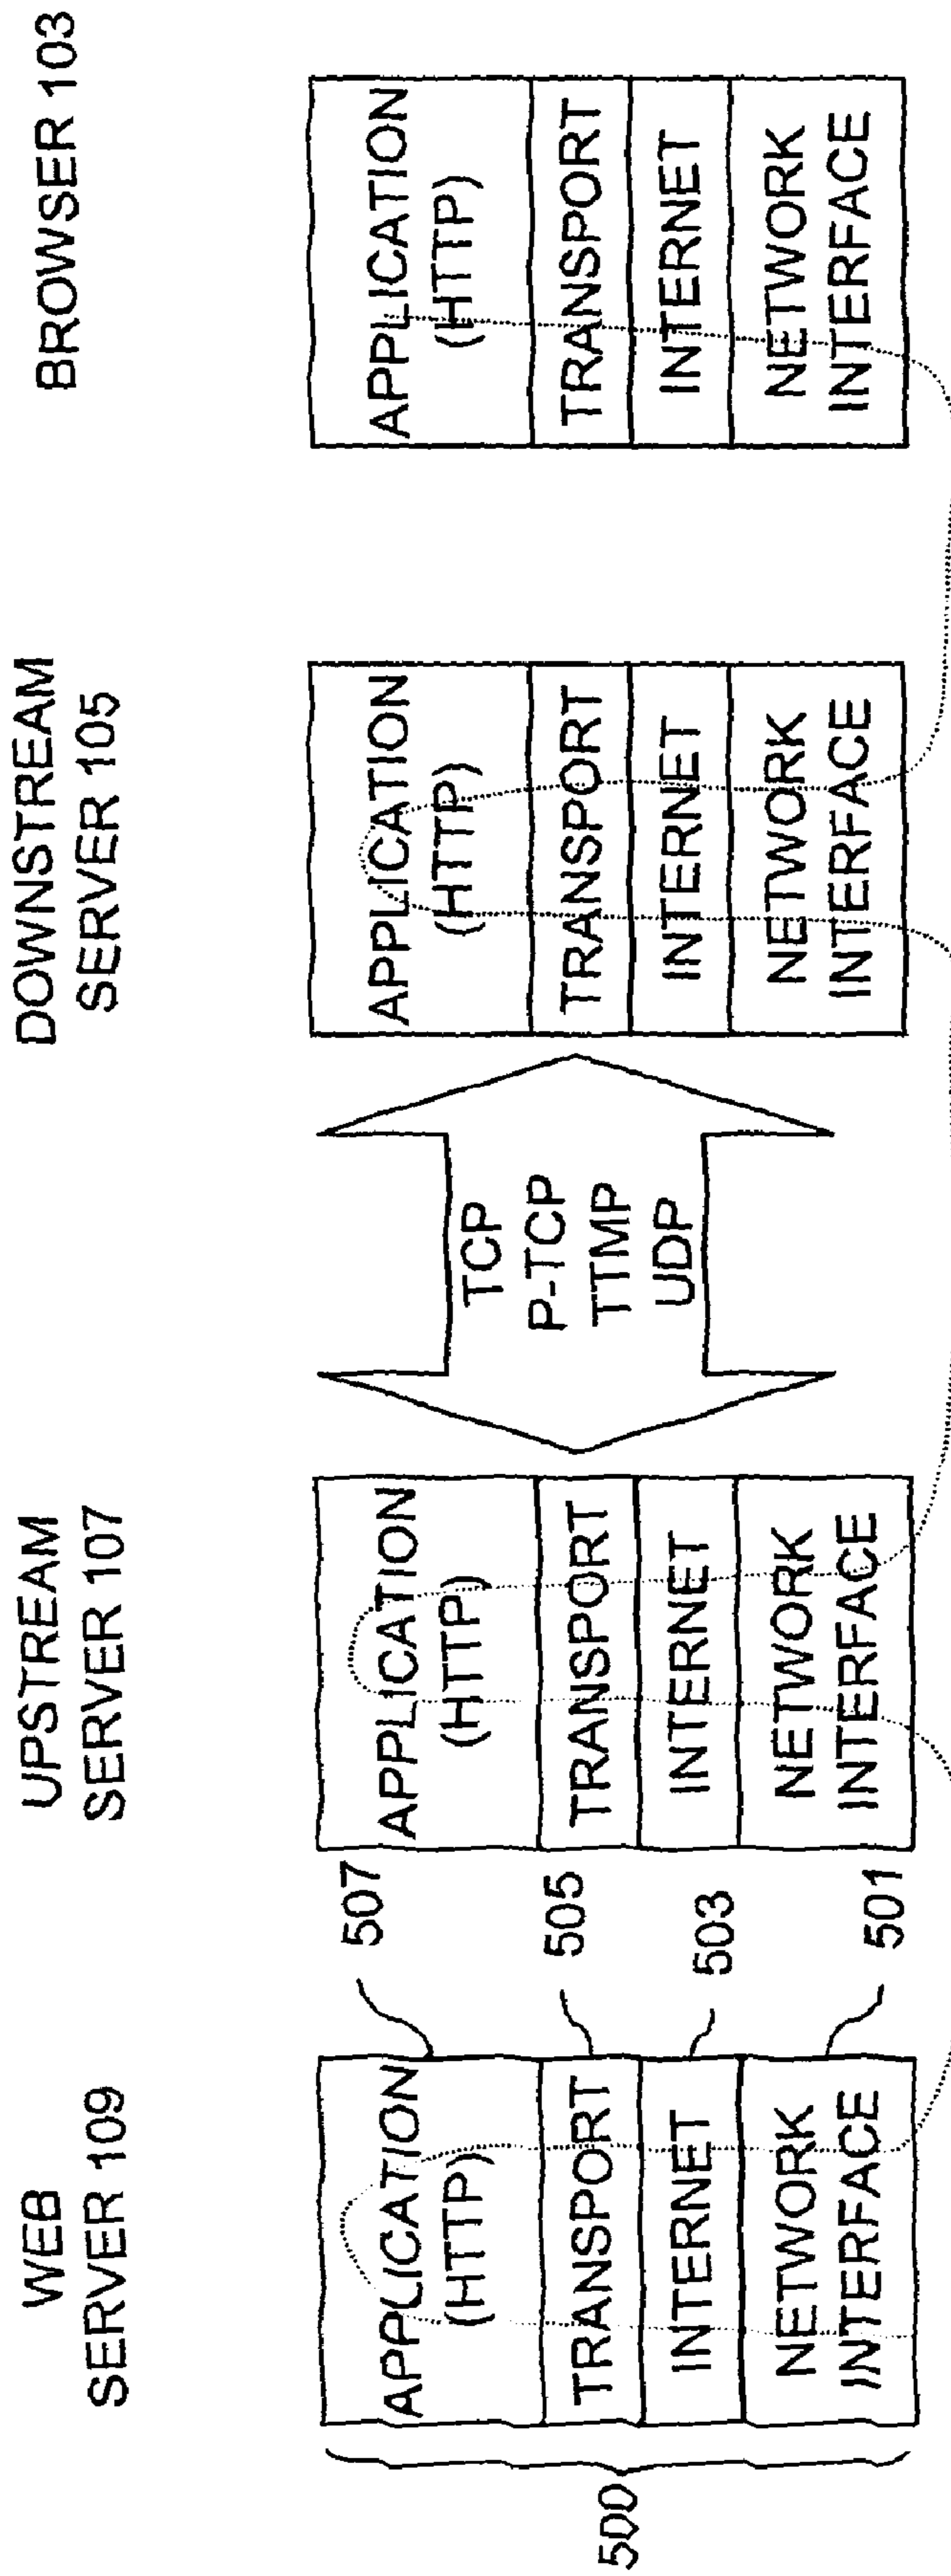 WEB
SERVER 109
UPSTREAM
SERVER 107
DOWNSTREAM
SERVER 105
BROWSER 103
500
APPLICATION
(HTTP)
TRANSPORT
INTERNET
NETWORK
INTERFACE
507
505
503
501
APPLICATION
(HTTP)
TRANSPORT
INTERNET
NETWORK
INTERFACE
TCP
P-TCP
TTMP
UDP
APPLICATION
(HTTP)
TRANSPORT
INTERNET
NETWORK
INTERFACE
APPLICATION
(HTTP)
TRANSPORT
INTERNET
NETWORK
INTERFACE